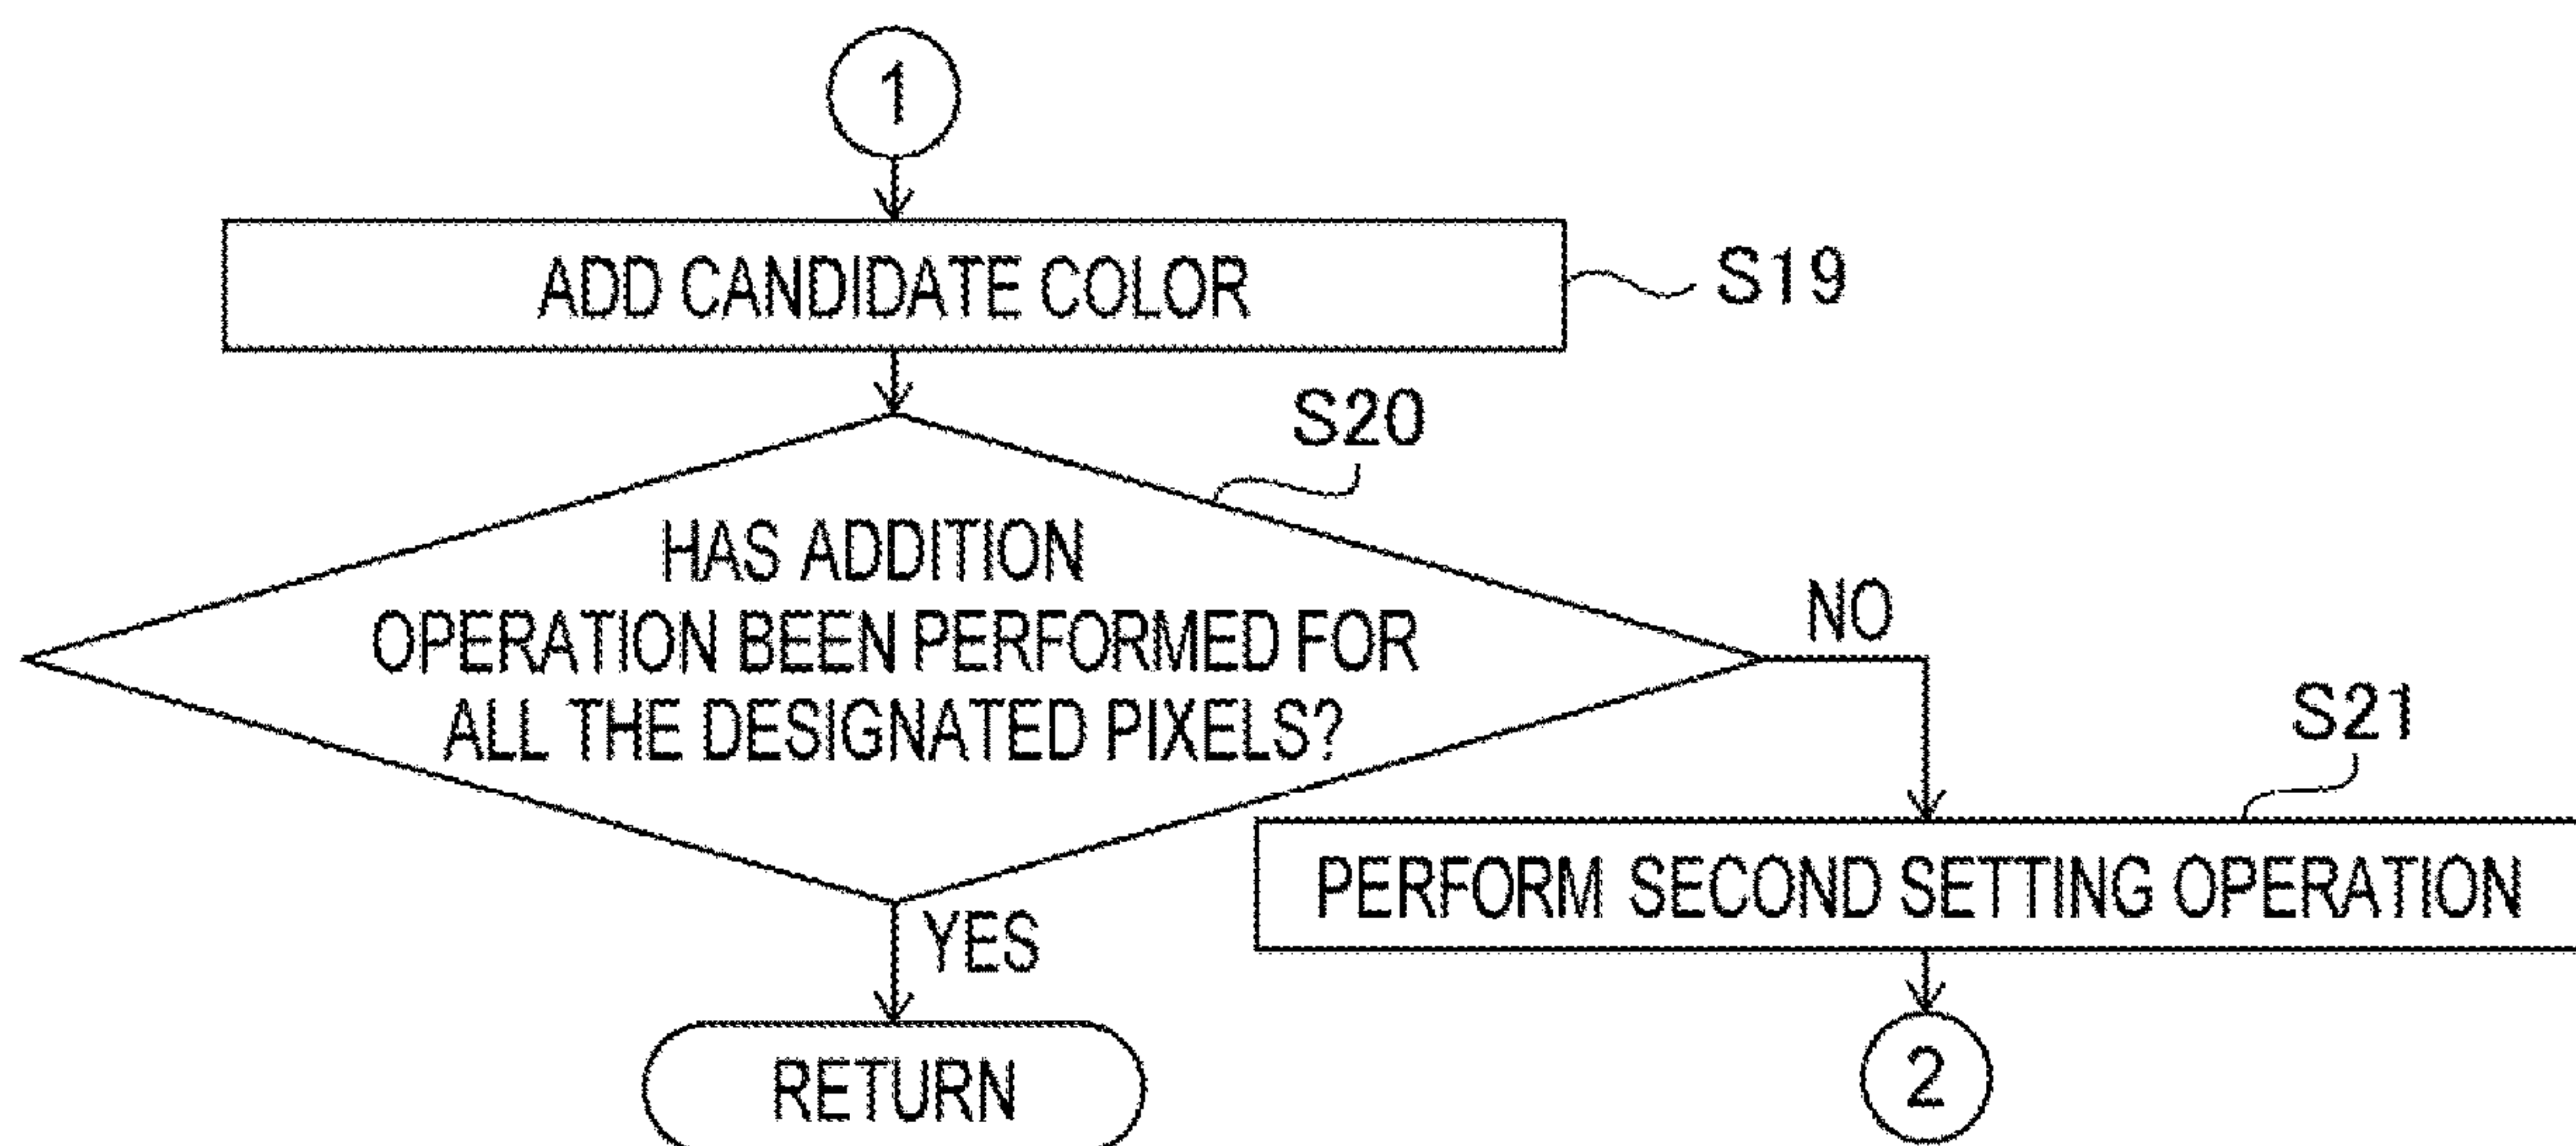 1
ADD CANDIDATE COLOR
S19
S20
HAS ADDITION
OPERATION BEEN PERFORMED FOR
ALL THE DESIGNATED PIXELS?
NO
S21
PERFORM SECOND SETTING OPERATION
YES
RETURN
2